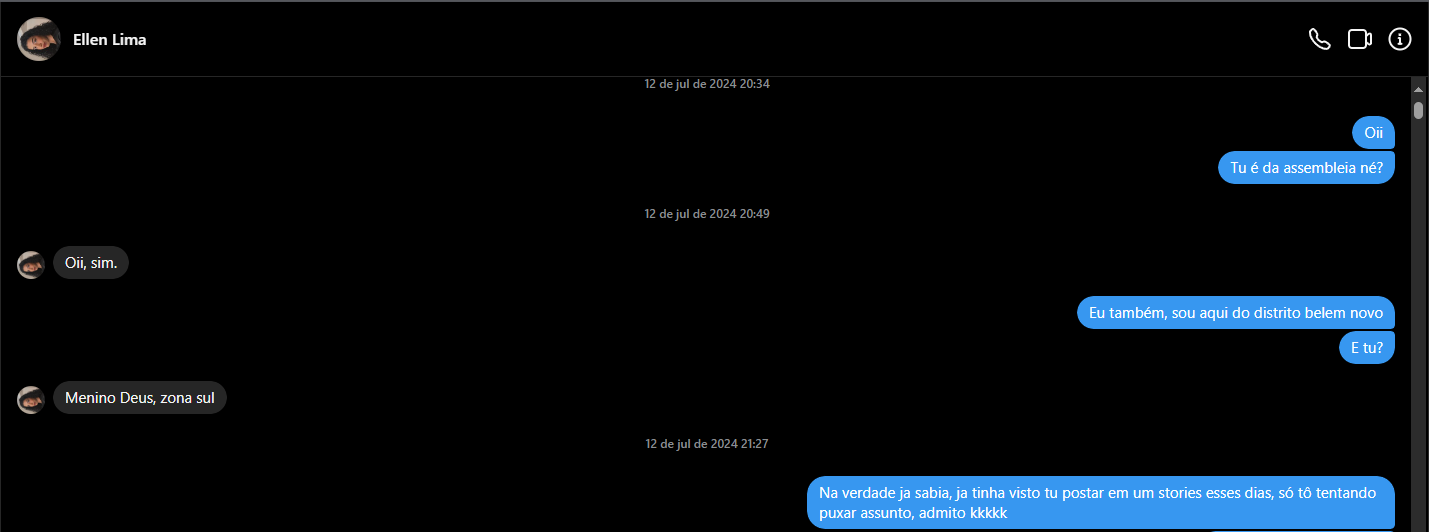 Ellen Lima
12 de jul de 2024 20:34
Oii
Tu é da assembleia né?
12 de jul de 2024 20:49
Oii, sim.
Eu também, sou aqui do distrito belem novo
E tu?
Menino Deus, zona sul
12 de jul de 2024 21:27
Na verdade ja sabia, ja tinha visto tu postar em um stories esses dias, só tô tentando
puxar assunto, admito kkkkk